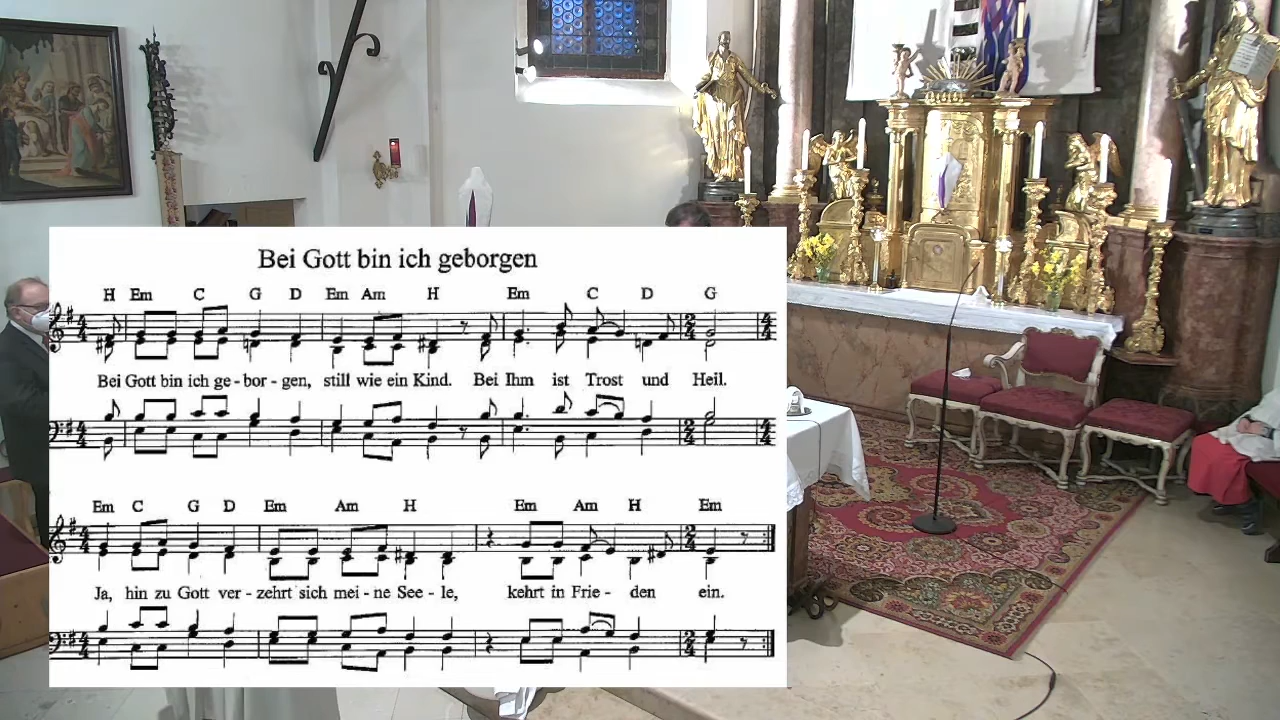 Bei Gott bin ich geborgen
H Em C G D Em Am H Em C D G
Bei Gott bin ich ge - bor - gen, still wie ein Kind. Bei Ihm ist Trost und Heil.
Em C G D Em Am H Em Am H Em
Ja, hin zu Gott ver - zehrt sich mei - ne See - le, kehrt in Frie - den ein.